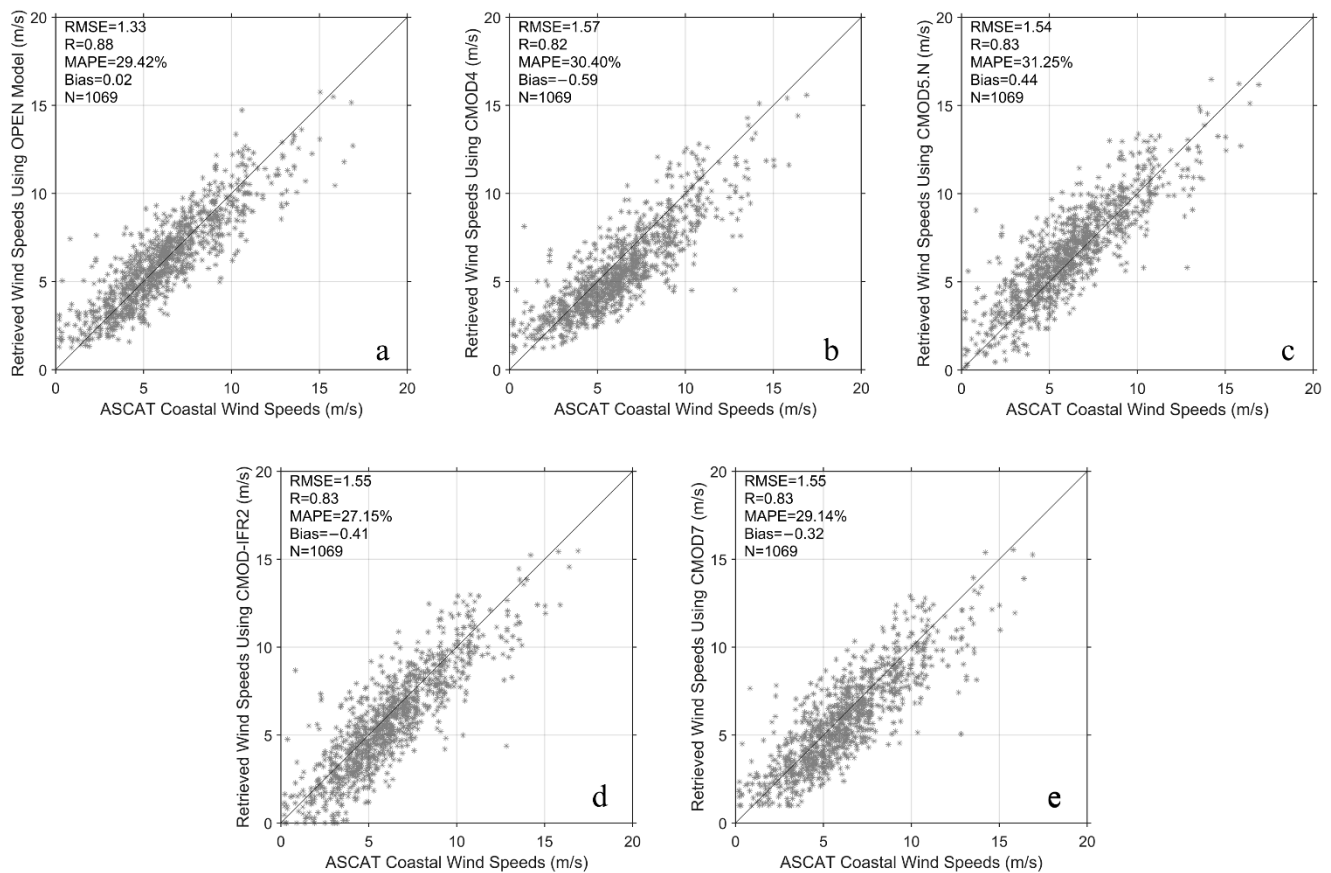 Retrieved Wind Speeds Using OPEN Model (m/s)
20
15
10
5
0
RMSE=1.33
R=0.88
MAPE=29.42%
Bias=0.02
N=1069
a
0 5 10 15 20
ASCAT Coastal Wind Speeds (m/s)
Retrieved Wind Speeds Using CMOD4 (m/s)
20
15
10
5
0
RMSE=1.57
R=0.82
MAPE=30.40%
Bias=−0.59
N=1069
b
0 5 10 15 20
ASCAT Coastal Wind Speeds (m/s)
Retrieved Wind Speeds Using CMOD5.N (m/s)
20
15
10
5
0
RMSE=1.54
R=0.83
MAPE=31.25%
Bias=0.44
N=1069
c
0 5 10 15 20
ASCAT Coastal Wind Speeds (m/s)
Retrieved Wind Speeds Using CMOD-IFR2 (m/s)
20
15
10
5
0
RMSE=1.55
R=0.83
MAPE=27.15%
Bias=−0.41
N=1069
d
0 5 10 15 20
ASCAT Coastal Wind Speeds (m/s)
Retrieved Wind Speeds Using CMOD7 (m/s)
20
15
10
5
0
RMSE=1.55
R=0.83
MAPE=29.14%
Bias=−0.32
N=1069
e
0 5 10 15 20
ASCAT Coastal Wind Speeds (m/s)